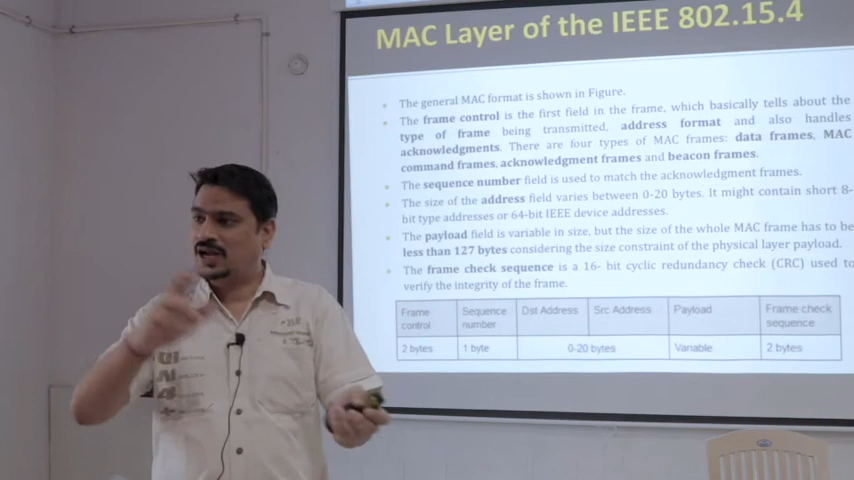 MAC Layer of the IEEE 802.15.4
The general MAC format is shown in Figure.
The frame control is the first field in the frame, which basically tells about the
type of frame being transmitted, address format and also handles
acknowledgments. There are four types of MAC frames: data frames, MAC
command frames, acknowledgment frames and beacon frames.
The sequence number field is used to match the acknowledgment frames.
The size of the address field varies between 0-20 bytes. It might contain short 8-
bit type addresses or 64-bit IEEE device addresses.
The payload field is variable in size, but the size of the whole MAC frame has to be
less than 127 bytes considering the size constraint of the physical layer payload.
The frame check sequence is a 16- bit cyclic redundancy check (CRC) used to
verify the integrity of the frame.
Frame control Sequence number Dst Address Src Address Payload Frame check sequence
2 bytes 1 byte 0-20 bytes Variable 2 bytes